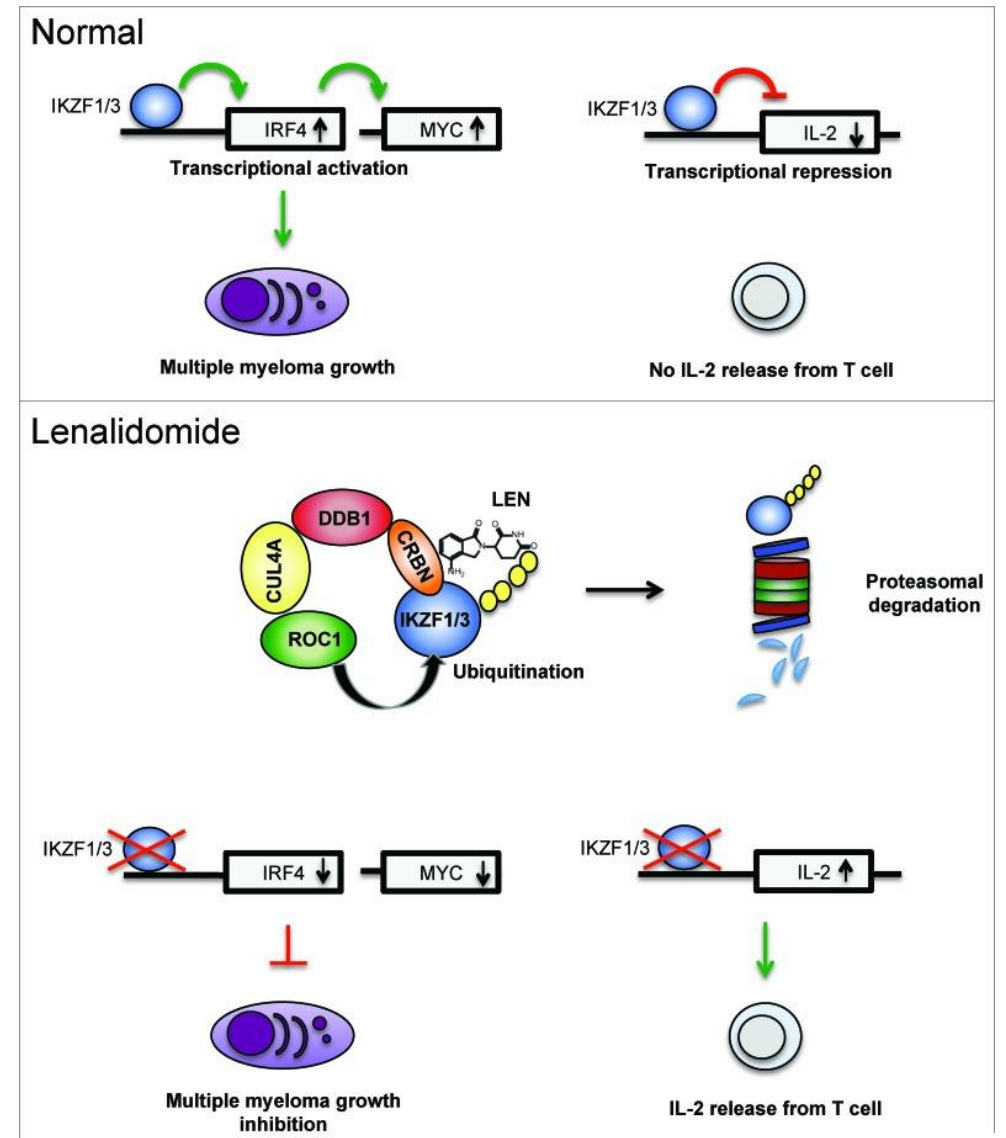 Normal
IKZF1/3
IRF4
MYC
Transcriptional activation
Multiple myeloma growth
IKZF1/3
IL-2
Transcriptional repression
No IL-2 release from T cell
Lenalidomide
LEN
DDB1
CRBN
CUL4A
ROC1
IKZF1/3
O
N
O
NH
O
NH2
Ubiquitination
Proteasomal
degradation
IKZF1/3
IRF4
MYC
Multiple myeloma growth
inhibition
IKZF1/3
IL-2
IL-2 release from T cell